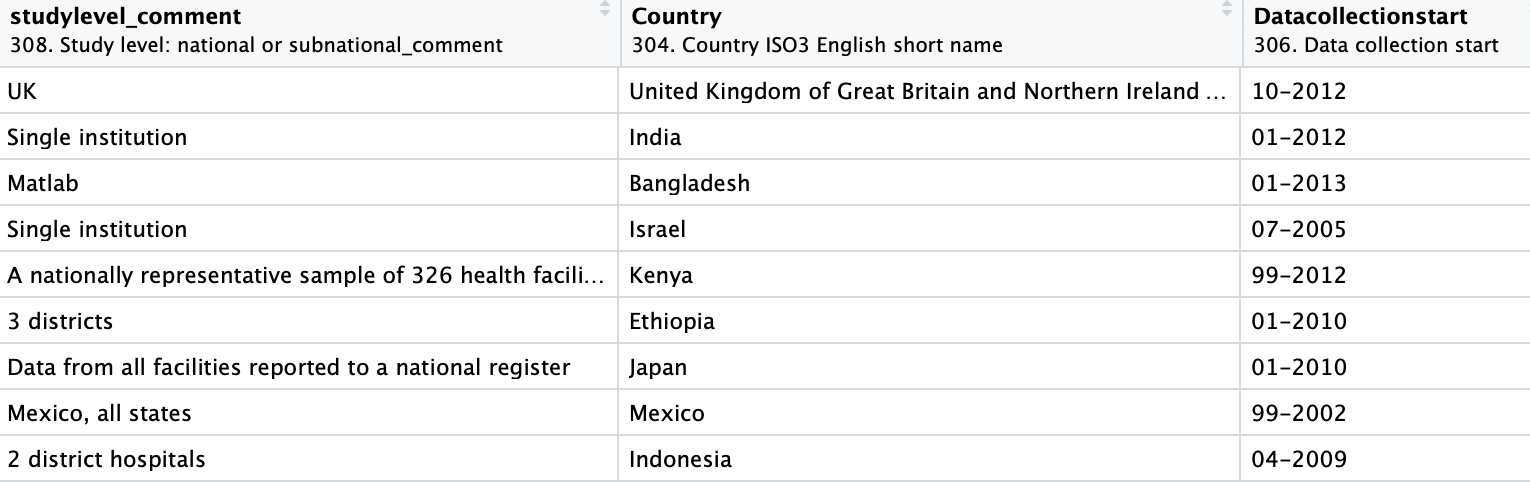 studylevel_comment Country Datacollectionstart
308. Study level: national or subnational_comment 304. Country ISO3 English short name 306. Data collection start
UK United Kingdom of Great Britain and Northern Ireland ... 10-2012
Single institution India 01-2012
Matlab Bangladesh 01-2013
Single institution Israel 07-2005
A nationally representative sample of 326 health facili... Kenya 99-2012
3 districts Ethiopia 01-2010
Data from all facilities reported to a national register Japan 01-2010
Mexico, all states Mexico 99-2002
2 district hospitals Indonesia 04-2009